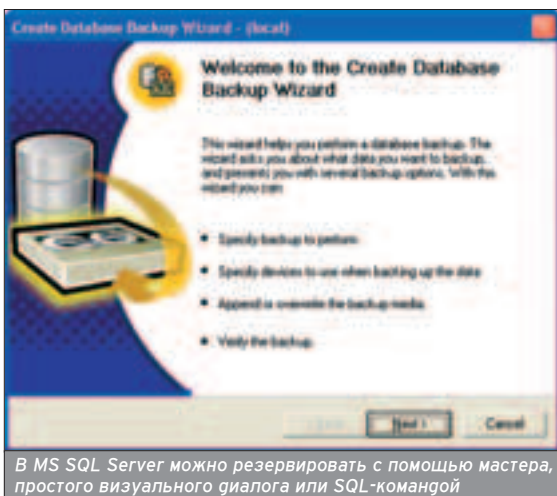 Create Database Backup Wizard - (local)
Welcome to the Create Database
Backup Wizard
This wizard helps you perform a database backup. The
wizard asks you about what data you want to backup,
and presents you with several backup options. With this
wizard you can:
• Specify backup to perform
• Specify devices to use when backing up the data
• Append or overwrite the backup media.
• Verify the backup.
Next >
Cancel
В MS SQL Server можно резервировать с помощью мастера,
простого визуального диалога или SQL-командой